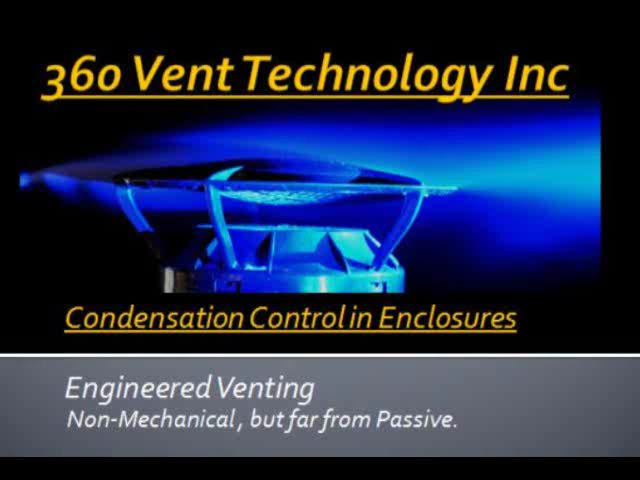 360 Vent Technology Inc
Condensation Control in Enclosures
Engineered Venting
Non-Mechanical , but far from Passive.